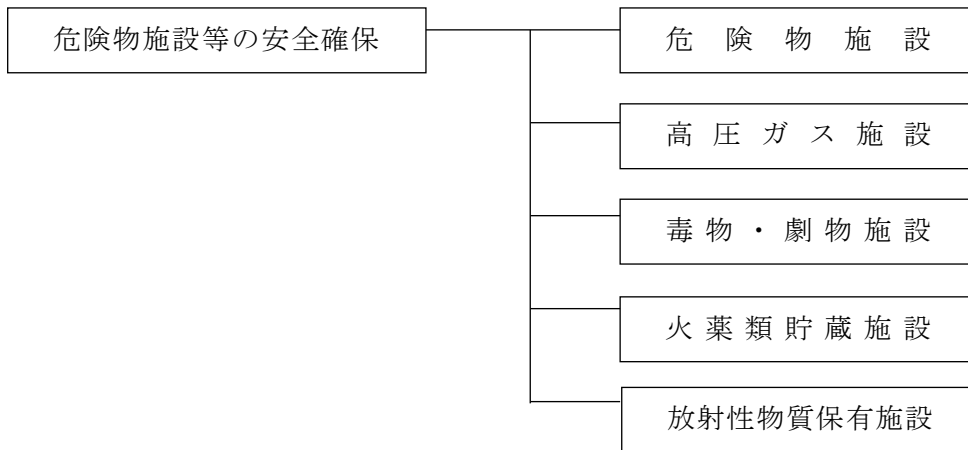 危険物施設等の安全確保
危険物施設
高圧ガス施設
毒物・劇物施設
火薬類貯蔵施設
放射性物質保有施設